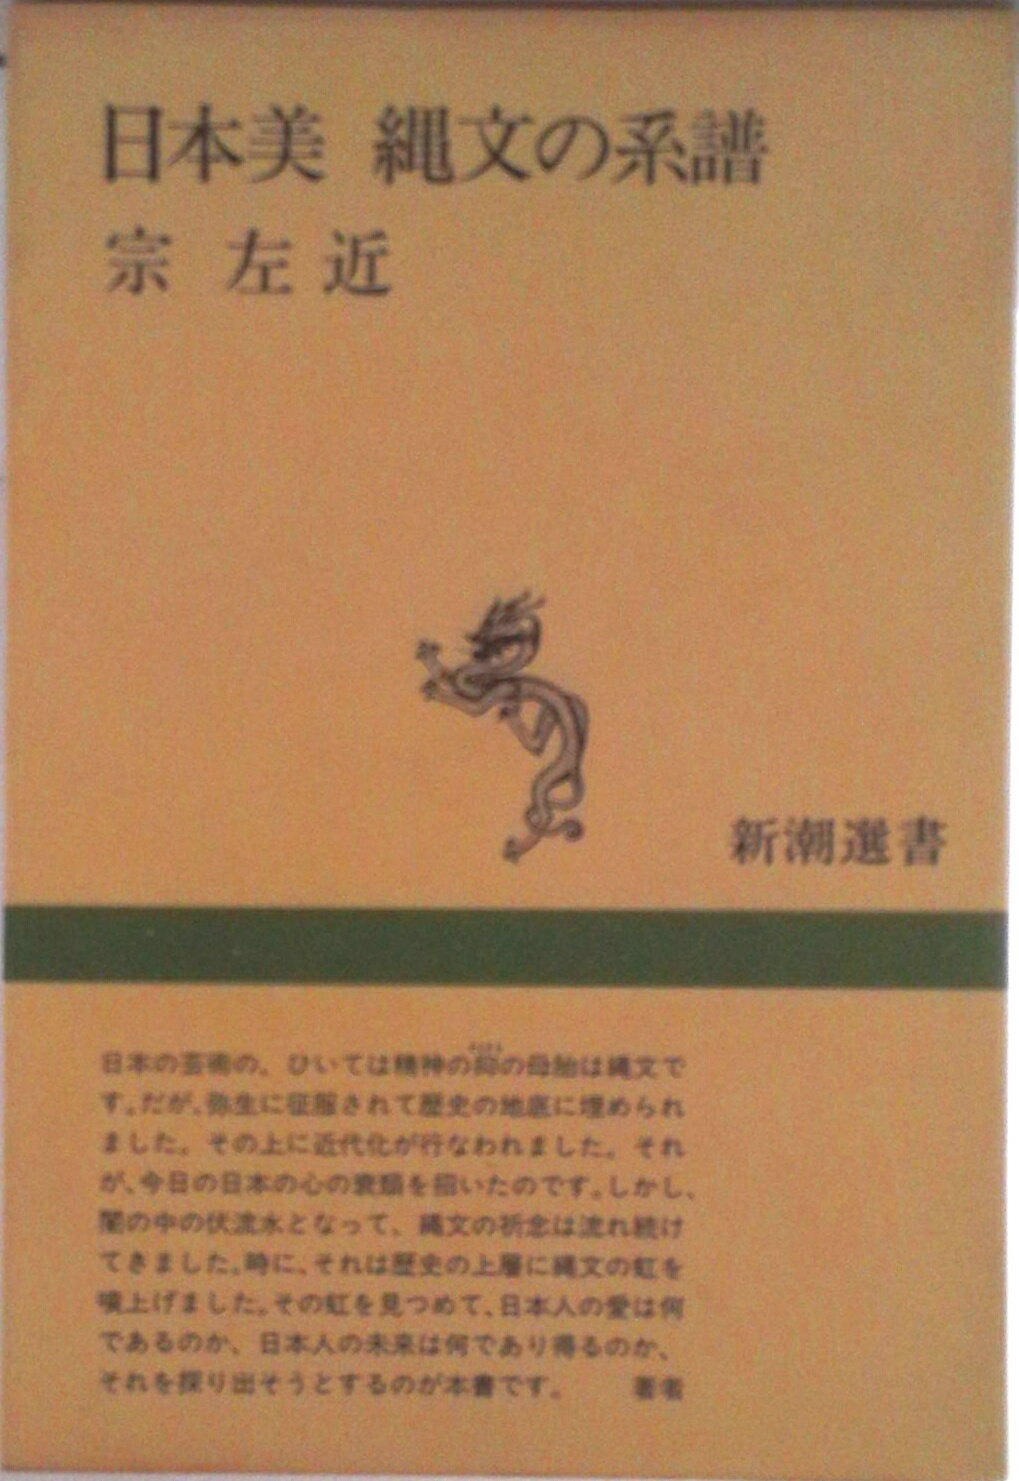 日本美 縄文の系譜
宗 左近
新潮選書
日本の芸術の、ひいては精神の母胎は縄文で
す。だが、弥生に征服されて歴史の地底に埋められ
ました。その上に近代化が行なわれました。それ
が、今日の日本の心の衰頽を招いたのです。しかし、
闇の中の伏流水となって、縄文の祈念は流れ続け
てきました。時に、それは歴史の上層に縄文の虹を
噴上げました。その虹を見つめて、日本人の愛は何
であるのか、日本人の未来は何であり得るのか、
それを探り出そうとするのが本書です。 著者